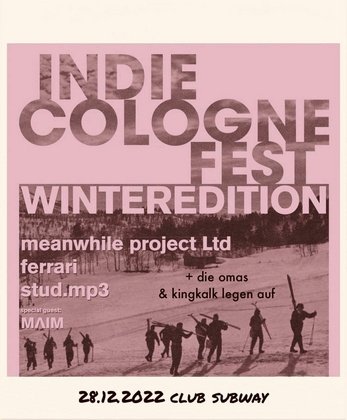 INDIE
COLOGNE
FEST
WINTEREDITION
meanwhile project Ltd
ferrari
stud.mp3
+ die omas
& kingkalk legen auf
special guest:
MΛIM
28.12.2022 CLUB SUBWAY